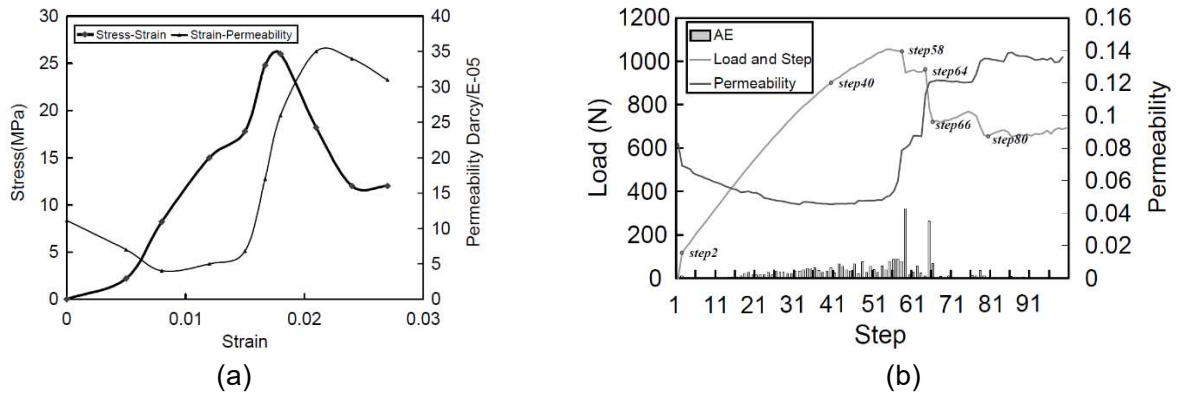 30
25
20
15
10
5
0
Stress(MPa)
Stress-Strain
Strain-Permeability
40
35
30
25
20
15
10
5
0
Permeability Darcy/E-05
0 0.01 0.02 0.03
Strain
(a)
1200
1000
800
600
400
200
0
Load (N)
AE
Load and Step
Permeability
step2
step40
step58
step64
step66
step80
0.16
0.14
0.12
0.1
0.08
0.06
0.04
0.02
0
Permeability
1 11 21 31 41 51 61 71 81 91
Step
(b)